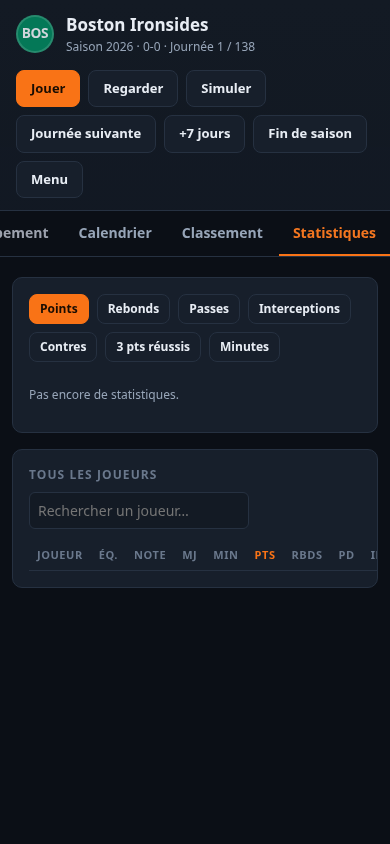 BOS
Boston Ironsides
Saison 2026 · 0-0 · Journée 1 / 138
Jouer Regarder Simuler
Journée suivante +7 jours Fin de saison
Menu
Calendrier Classement Statistiques
Points Rebonds Passes Interceptions
Contres 3 pts réussis Minutes
Pas encore de statistiques.
TOUS LES JOUEURS
Rechercher un joueur...
JOUEUR ÉQ. NOTE MJ MIN PTS RBDS PD